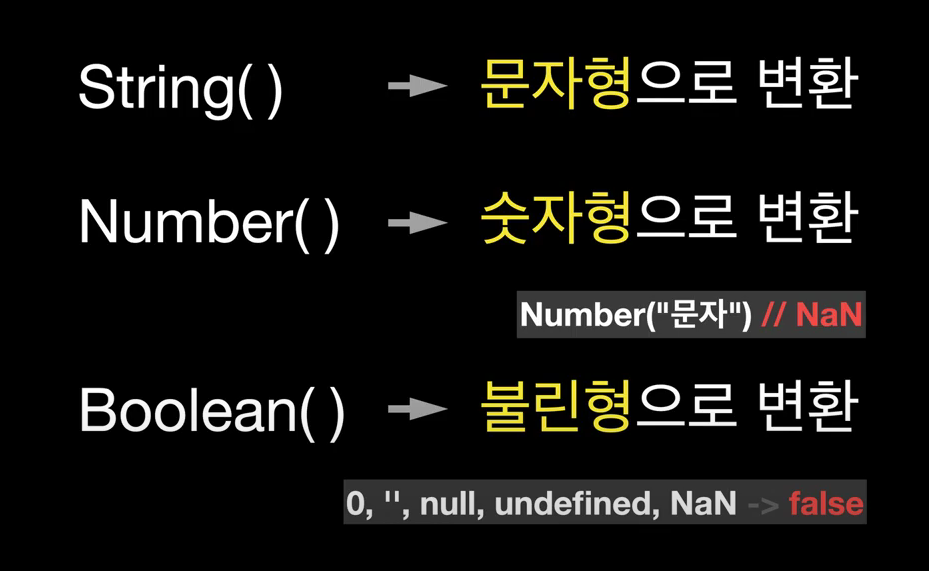 String( ) → 문자형으로 변환
Number( ) → 숫자형으로 변환
Number("문자") // NaN
Boolean( ) → 불린형으로 변환
0, '', null, undefined, NaN -> false